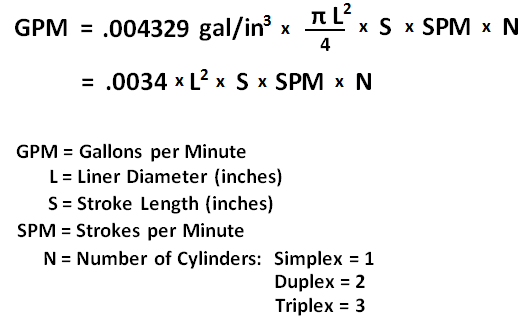 GPM = .004329 gal/in³ x π L²/4 x S x SPM x N
= .0034 x L² x S x SPM x N
GPM = Gallons per Minute
L = Liner Diameter (inches)
S = Stroke Length (inches)
SPM = Strokes per Minute
N = Number of Cylinders: Simplex = 1
Duplex = 2
Triplex = 3